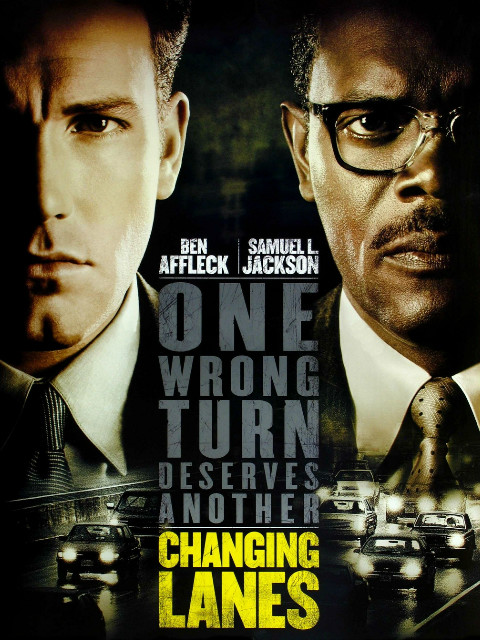 BEN AFFLECK
SAMUEL L. JACKSON
ONE
WRONG
TURN
DESERVES
ANOTHER
CHANGING
LANES